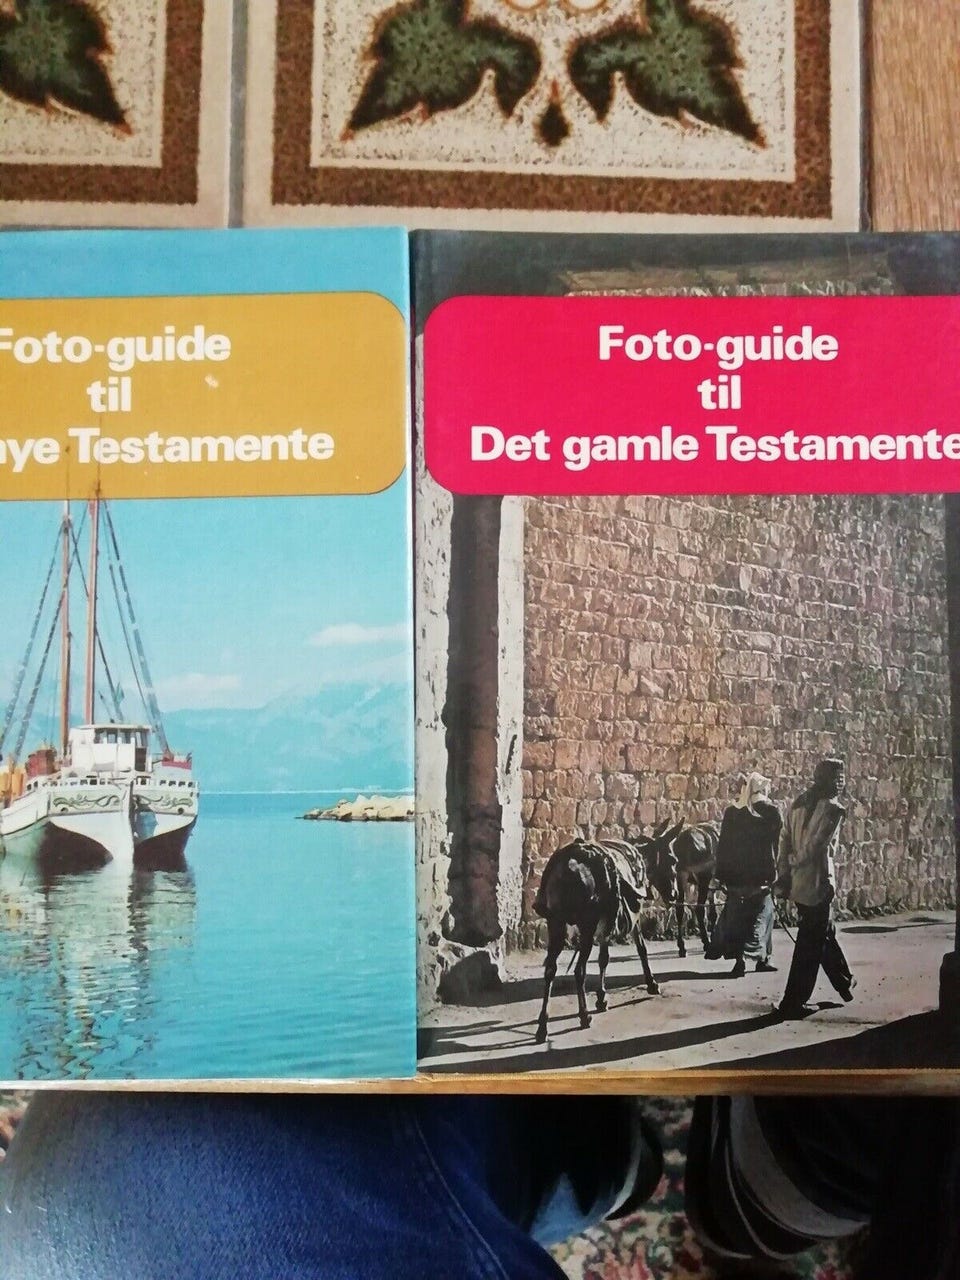 Foto-guide
til
nye Testamente
Foto-guide
til
Det gamle Testamente